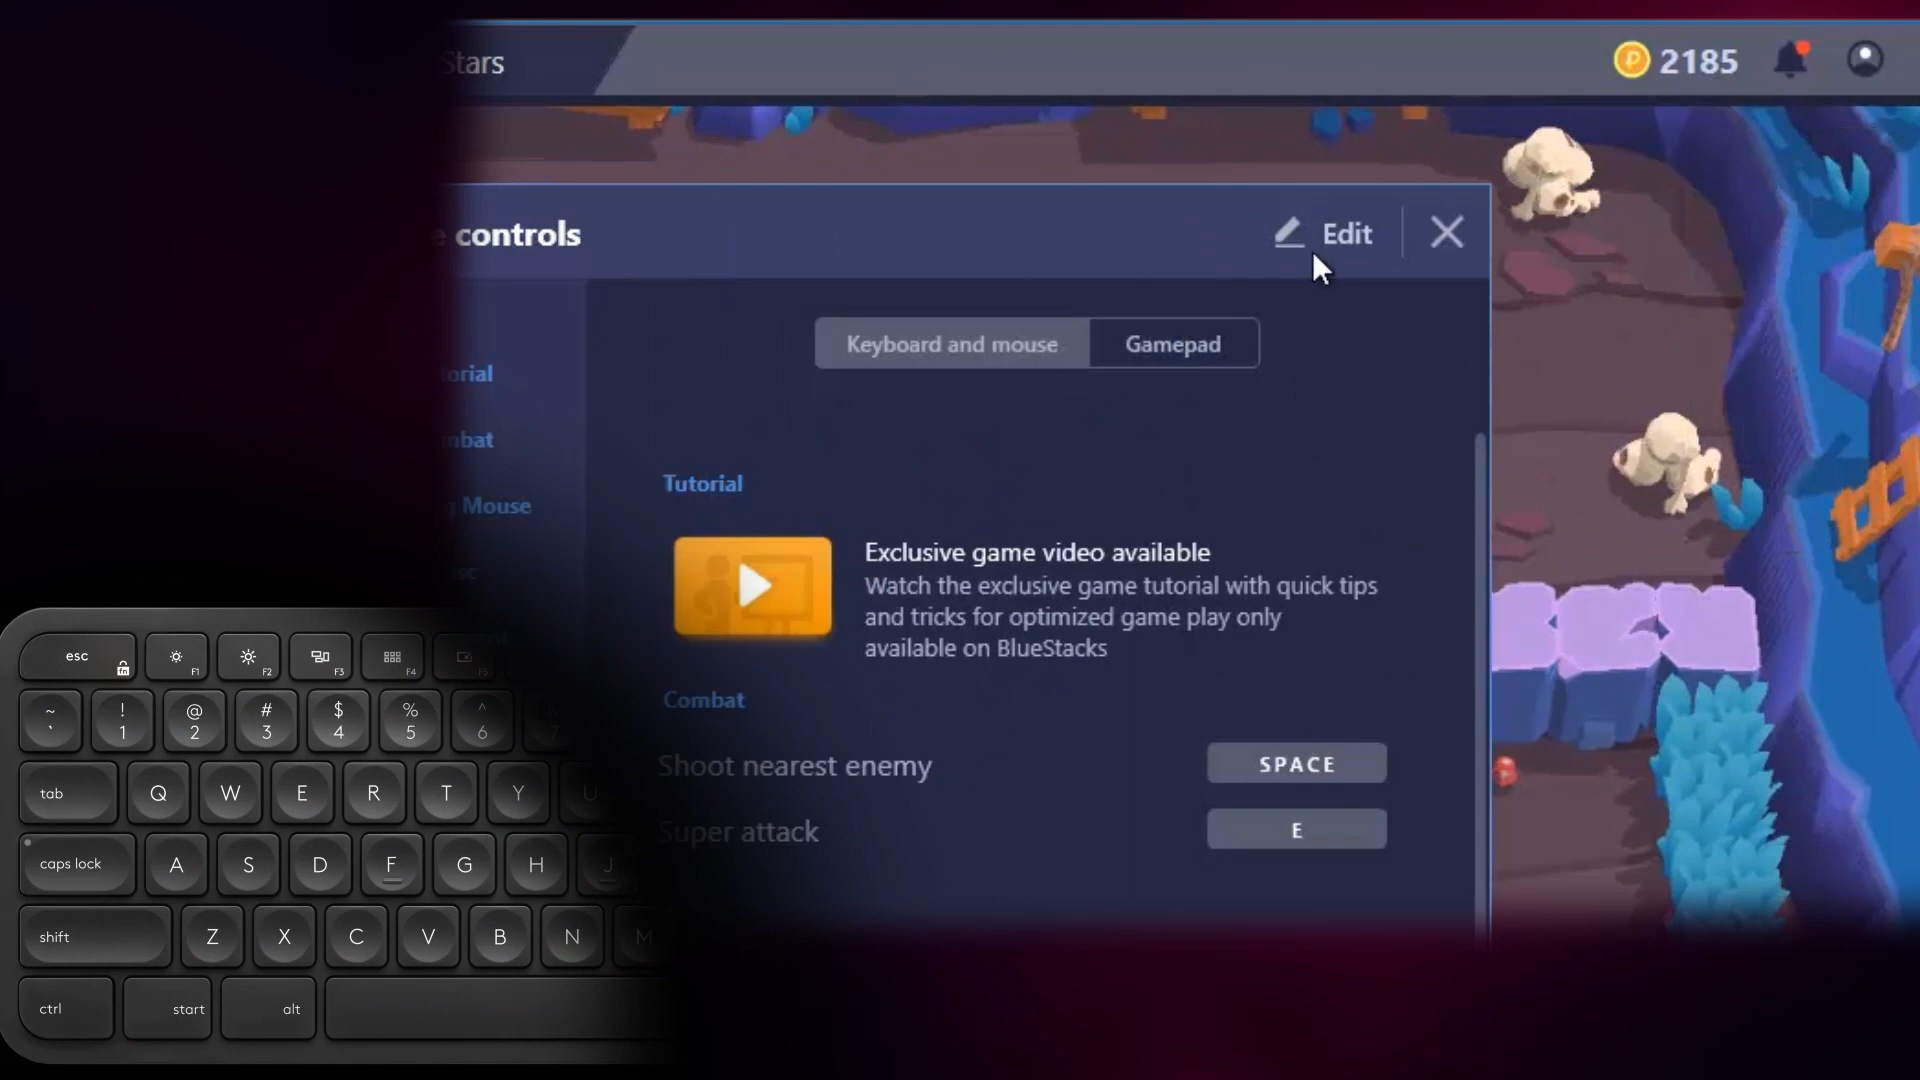 Stars
2185
controls
Edit
Keyboard and mouse
Gamepad
Tutorial
Exclusive game video available
Watch the exclusive game tutorial with quick tips
and tricks for optimized game play only
available on BlueStacks
Combat
Shoot nearest enemy
SPACE
Super attack
E
Mouse
esc
fn
F1
F2
F3
F4
F5
~ ! @ # $ % ^
` 1 2 3 4 5 6 7
tab Q W E R T Y U
caps lock A S D F G H J
shift Z X C V B N M
ctrl start alt